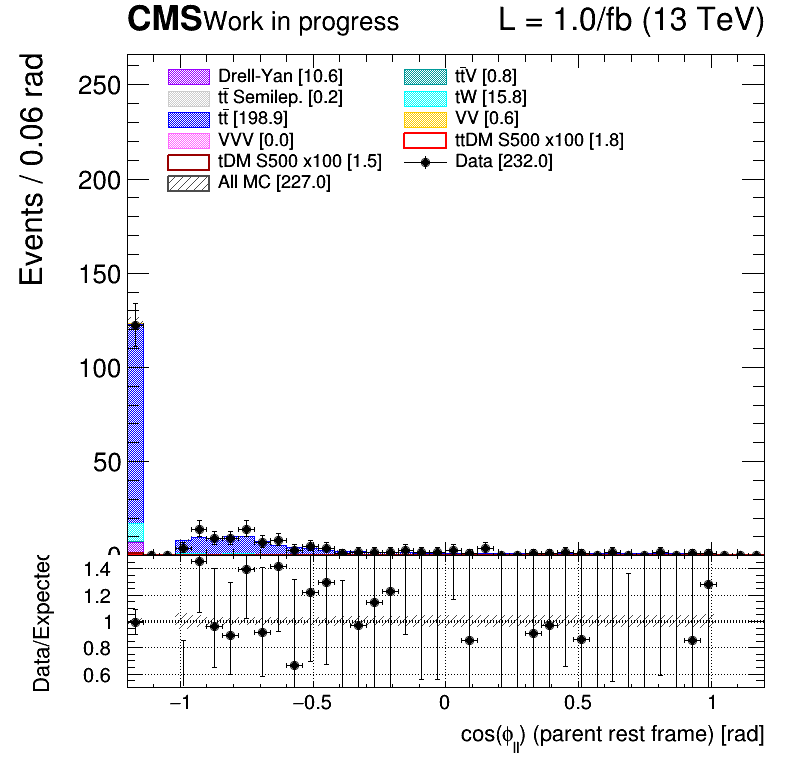 CMS Work in progress L = 1.0/fb (13 TeV)
Events / 0.06 rad
250
200
150
100
50
0
Drell-Yan [10.6]
tt̄ Semilep. [0.2]
tt̄ [198.9]
VVV [0.0]
tDM S500 x100 [1.5]
All MC [227.0]
tt̄V [0.8]
tW [15.8]
VV [0.6]
ttDM S500 x100 [1.8]
Data [232.0]
Data/Expected
1.4
1.2
1
0.8
0.6
−1 −0.5 0 0.5 1
cos(ϕ_ll) (parent rest frame) [rad]